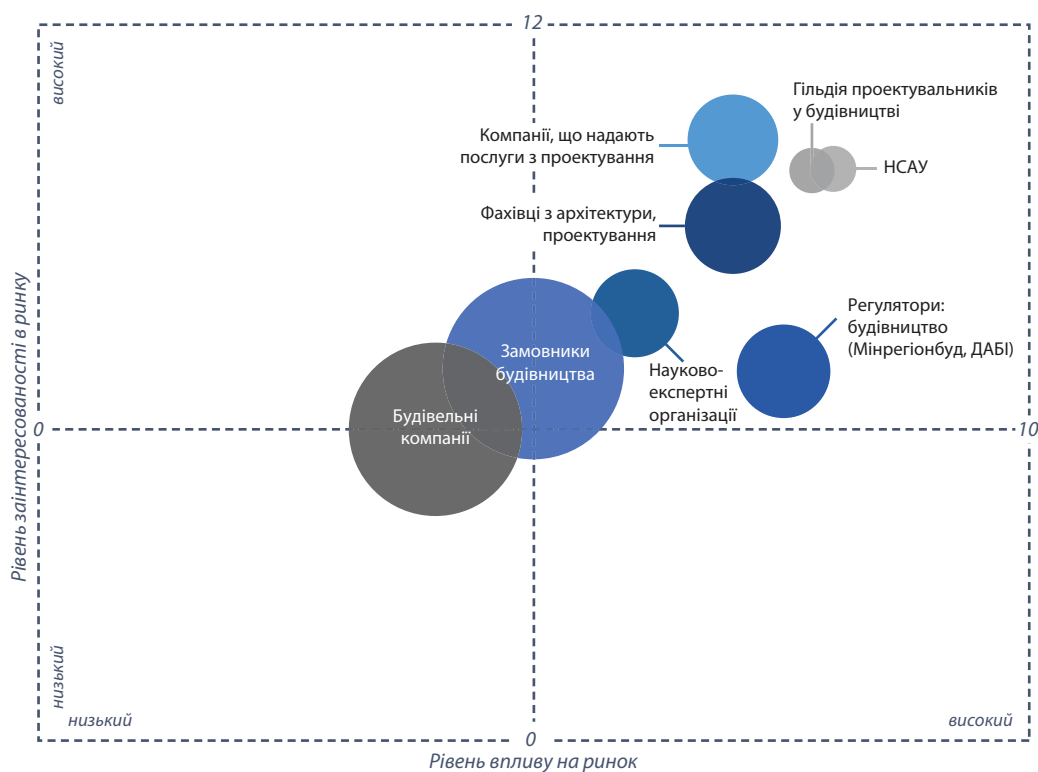 12
високий
Гільдія проектувальників
у будівництві
Компанії, що надають
послуги з проектування
НСАУ
Фахівці з архітектури,
проектування
Рівень заінтересованості в ринку
Регулятори:
будівництво
(Мінрегіонбуд, ДАБІ)
Замовники
будівництва
Науково-
експертні
організації
Будівельні
компанії
0
10
низький
низький
високий
0
Рівень впливу на ринок